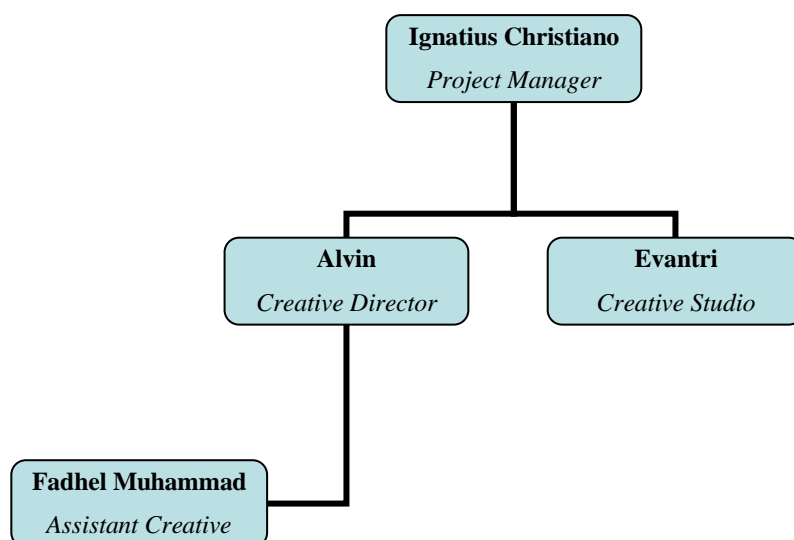 Ignatius Christiano
Project Manager
Alvin
Creative Director
Evantri
Creative Studio
Fadhel Muhammad
Assistant Creative